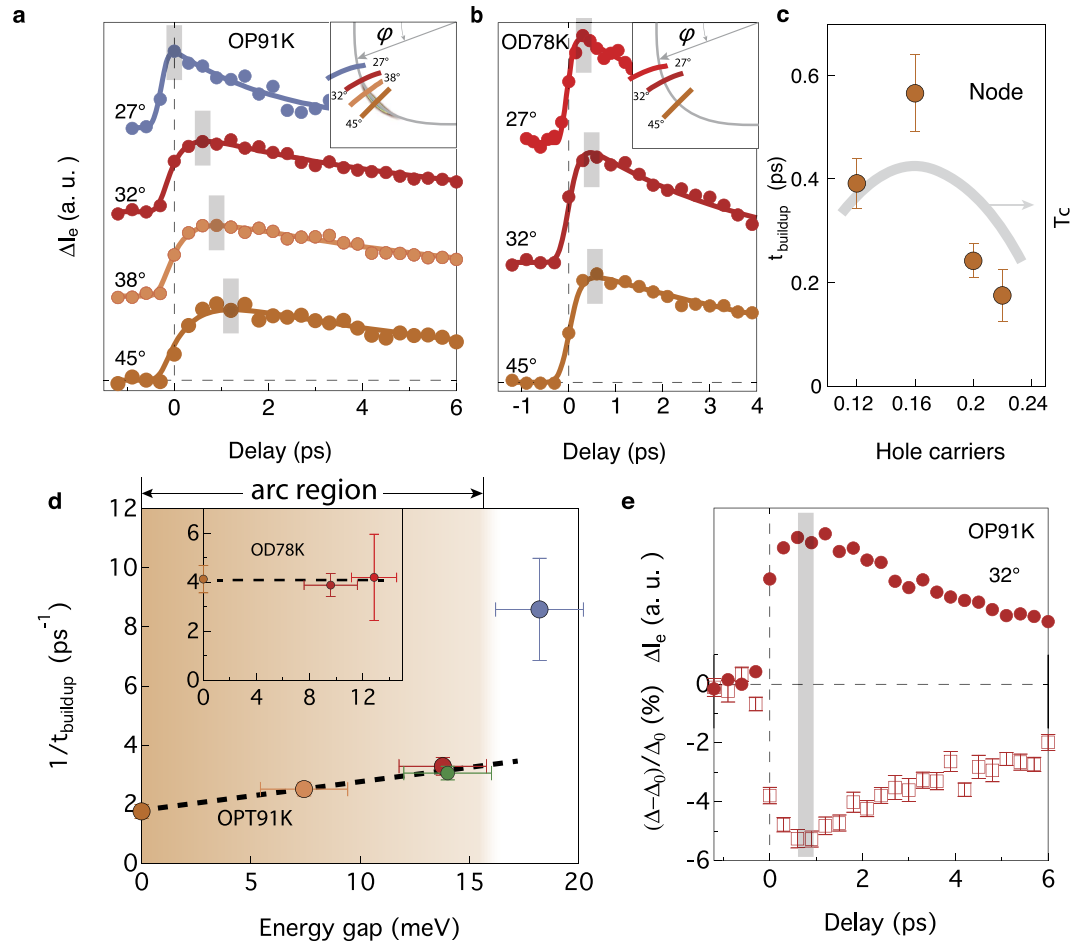 a
OP91K
φ
27°
38°
32°
45°
27°
32°
38°
45°
ΔIe (a. u.)
0 2 4 6
Delay (ps)
b
OD78K
φ
27°
32°
45°
27°
32°
45°
-1 0 1 2 3 4
Delay (ps)
c
Node
0.6
0.4
0.2
0
tbuildup (ps)
Tc
0.12 0.16 0.2 0.24
Hole carriers
d
arc region
12
10
8
6
4
2
0
1/tbuildup (ps-1)
OD78K
6
4
2
0
0 4 8 12
OPT91K
0 5 10 15 20
Energy gap (meV)
e
OP91K
32°
ΔIe (a. u.)
(Δ−Δ0)/Δ0 (%)
0
-2
-4
-6
0 2 4 6
Delay (ps)